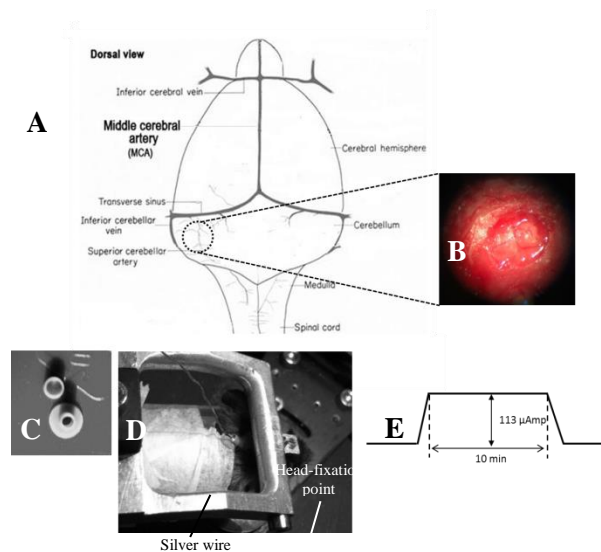 Dorsal view
Inferior cerebral vein
A
Middle cerebral
artery
(MCA)
Cerebral hemisphere
Transverse sinus
Inferior cerebellar
vein
Cerebellum
Superior cerebellar
artery
B
Medulla
Spinal cord
C
D
E
113 µAmp
10 min
Head-fixatio
point
Silver wire